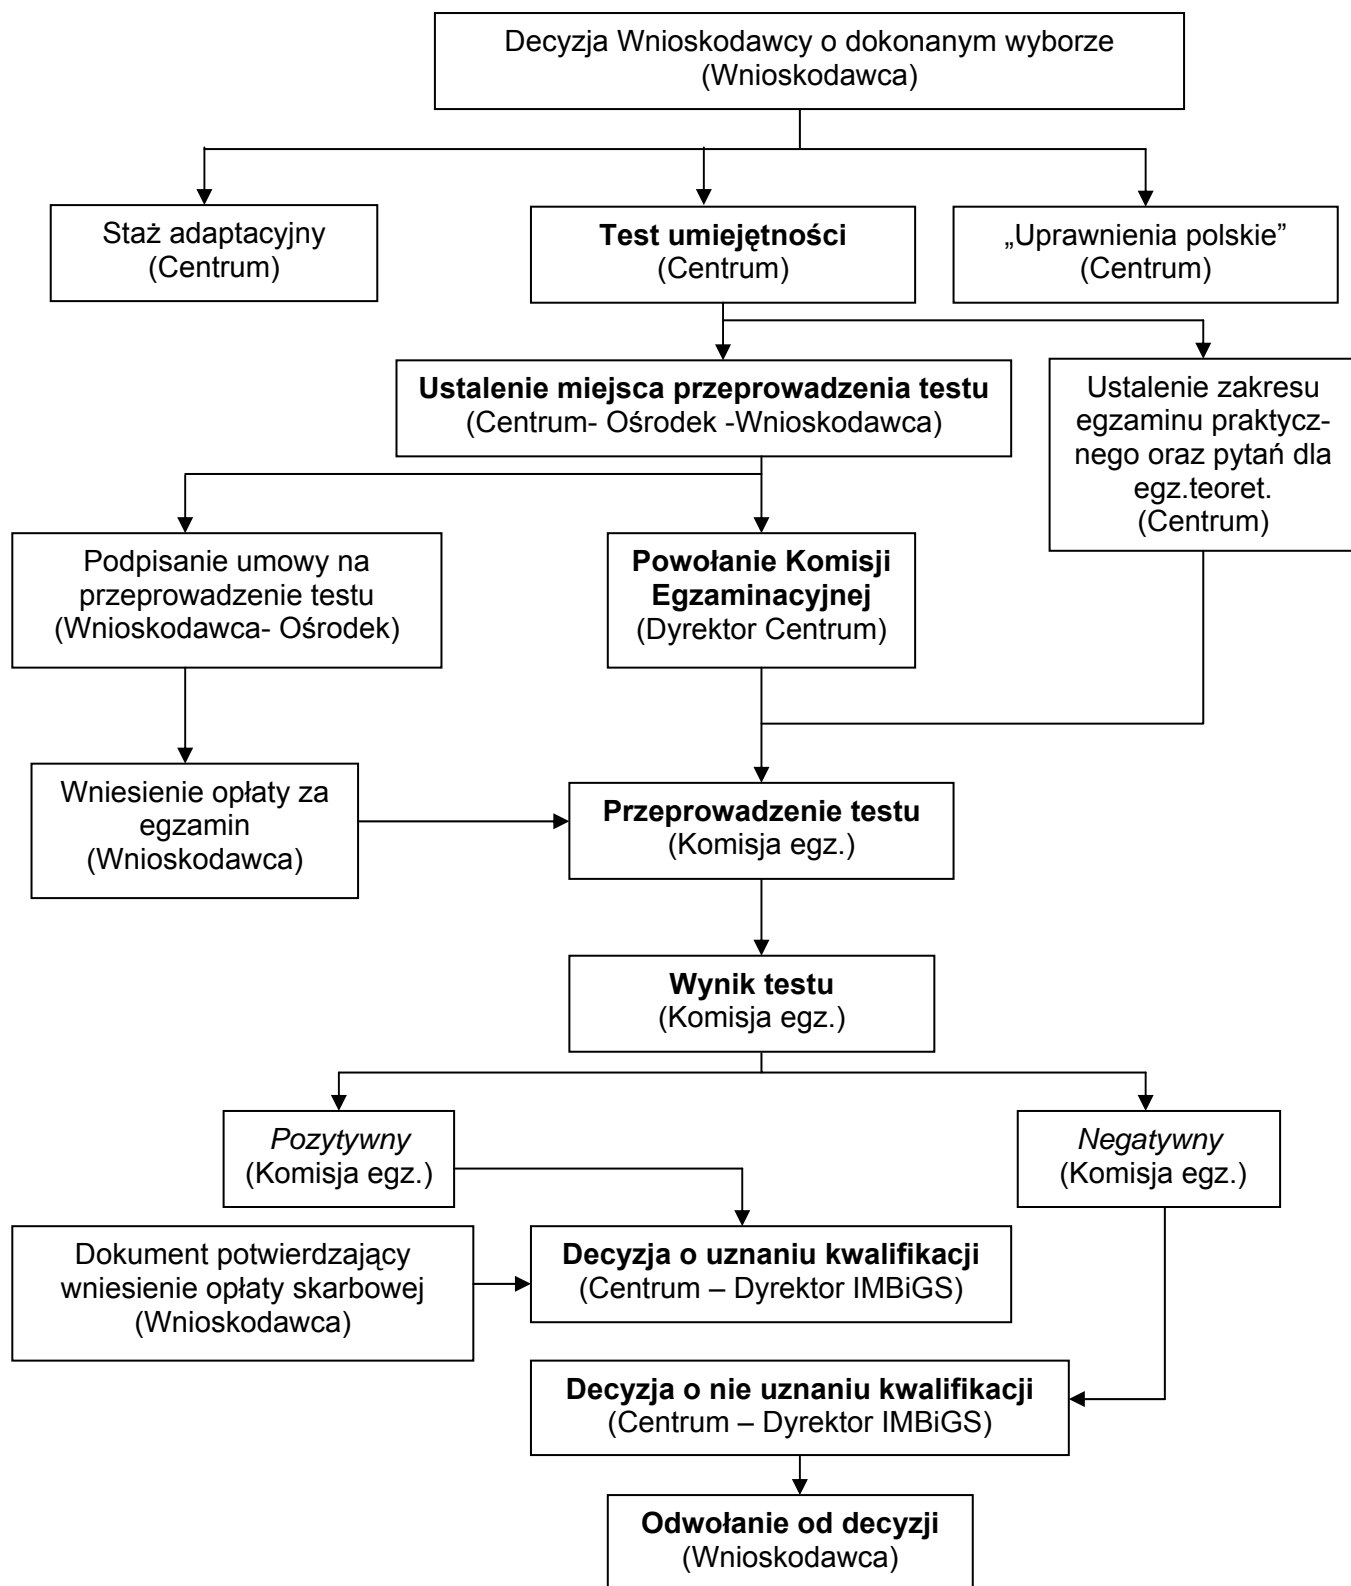 Decyzja Wnioskodawcy o dokonanym wyborze
(Wnioskodawca)
Staż adaptacyjny
(Centrum)
Test umiejętności
(Centrum)
„Uprawnienia polskie”
(Centrum)
Ustalenie miejsca przeprowadzenia testu
(Centrum- Ośrodek -Wnioskodawca)
Ustalenie zakresu
egzaminu praktycz-
nego oraz pytań dla
egz.teoret.
(Centrum)
Podpisanie umowy na
przeprowadzenie testu
(Wnioskodawca- Ośrodek)
Powołanie Komisji
Egzaminacyjnej
(Dyrektor Centrum)
Wniesienie opłaty za
egzamin
(Wnioskodawca)
Przeprowadzenie testu
(Komisja egz.)
Wynik testu
(Komisja egz.)
Pozytywny
(Komisja egz.)
Negatywny
(Komisja egz.)
Dokument potwierdzający
wniesienie opłaty skarbowej
(Wnioskodawca)
Decyzja o uznaniu kwalifikacji
(Centrum – Dyrektor IMBiGS)
Decyzja o nie uznaniu kwalifikacji
(Centrum – Dyrektor IMBiGS)
Odwołanie od decyzji
(Wnioskodawca)